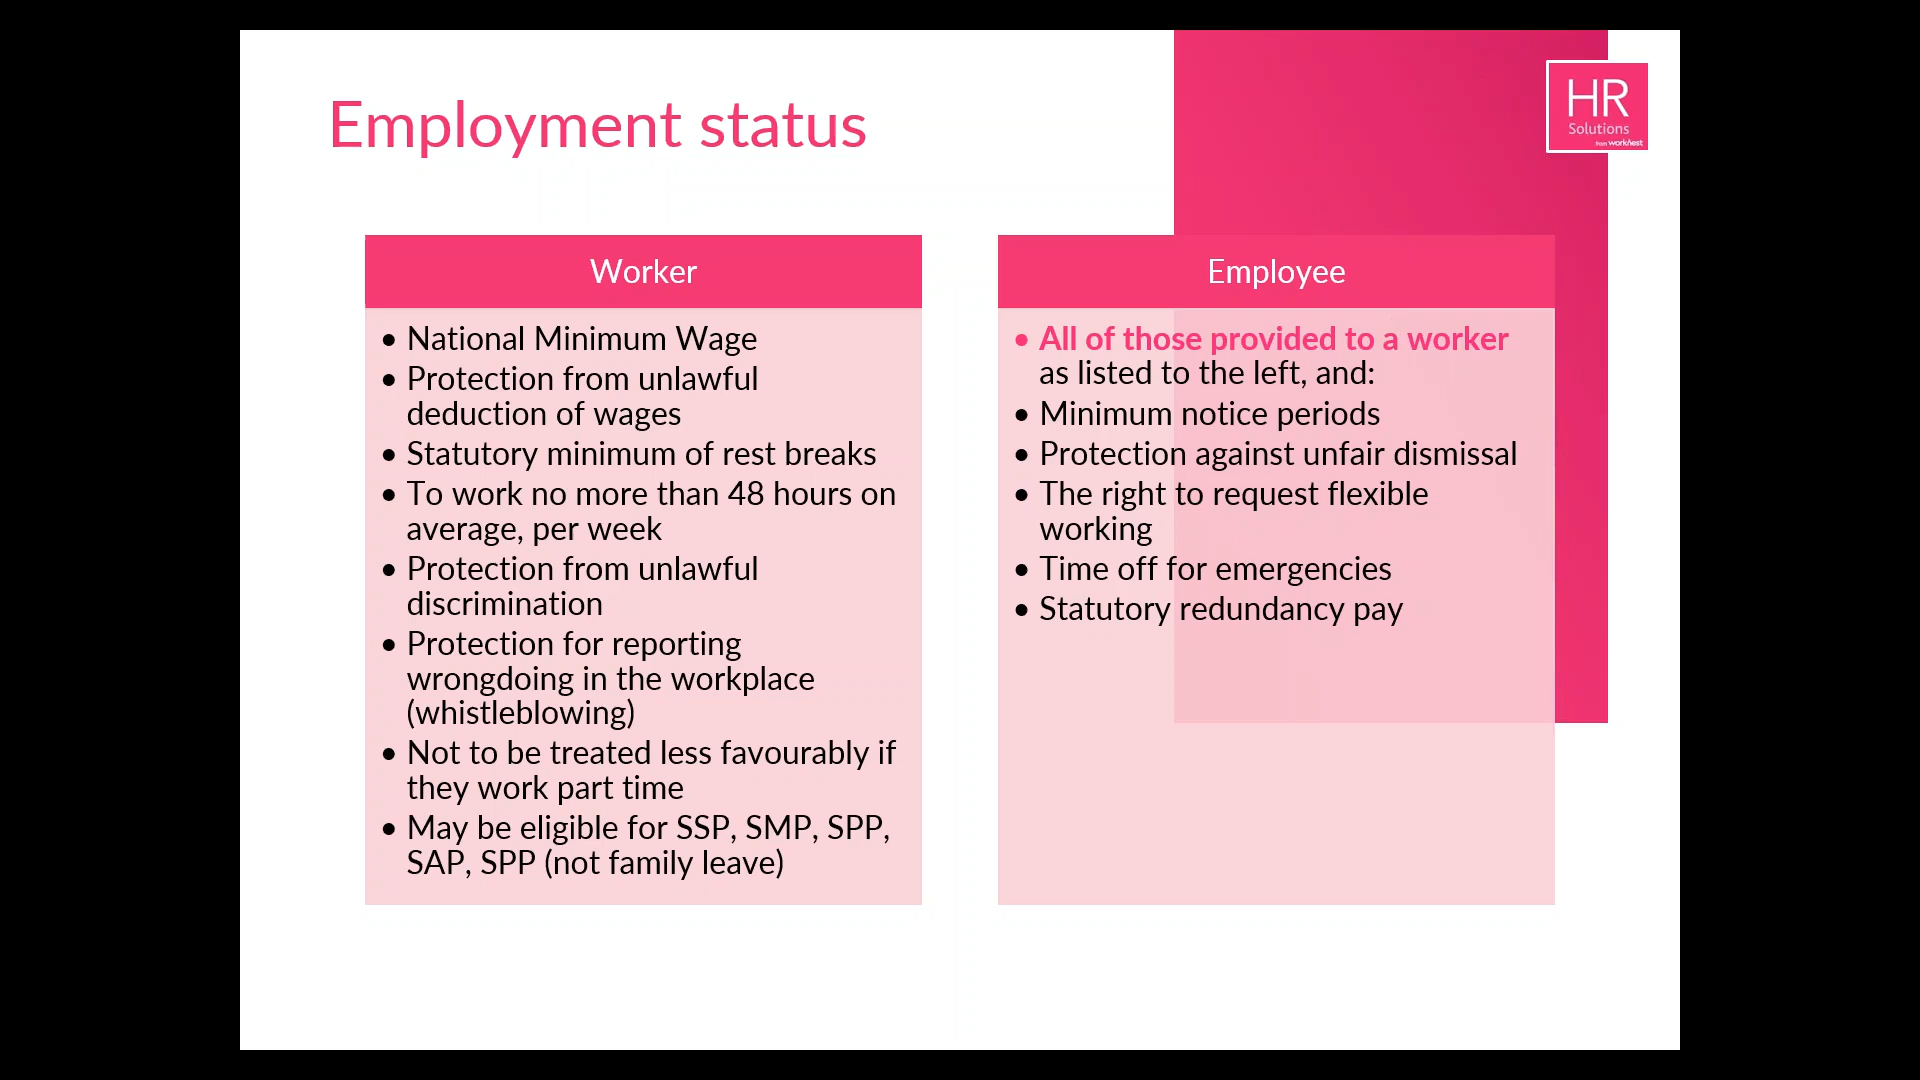 Employment status
HR
Solutions
from worknest
Worker
• National Minimum Wage
• Protection from unlawful
deduction of wages
• Statutory minimum of rest breaks
• To work no more than 48 hours on
average, per week
• Protection from unlawful
discrimination
• Protection for reporting
wrongdoing in the workplace
(whistleblowing)
• Not to be treated less favourably if
they work part time
• May be eligible for SSP, SMP, SPP,
SAP, SPP (not family leave)
Employee
• All of those provided to a worker
as listed to the left, and:
• Minimum notice periods
• Protection against unfair dismissal
• The right to request flexible
working
• Time off for emergencies
• Statutory redundancy pay